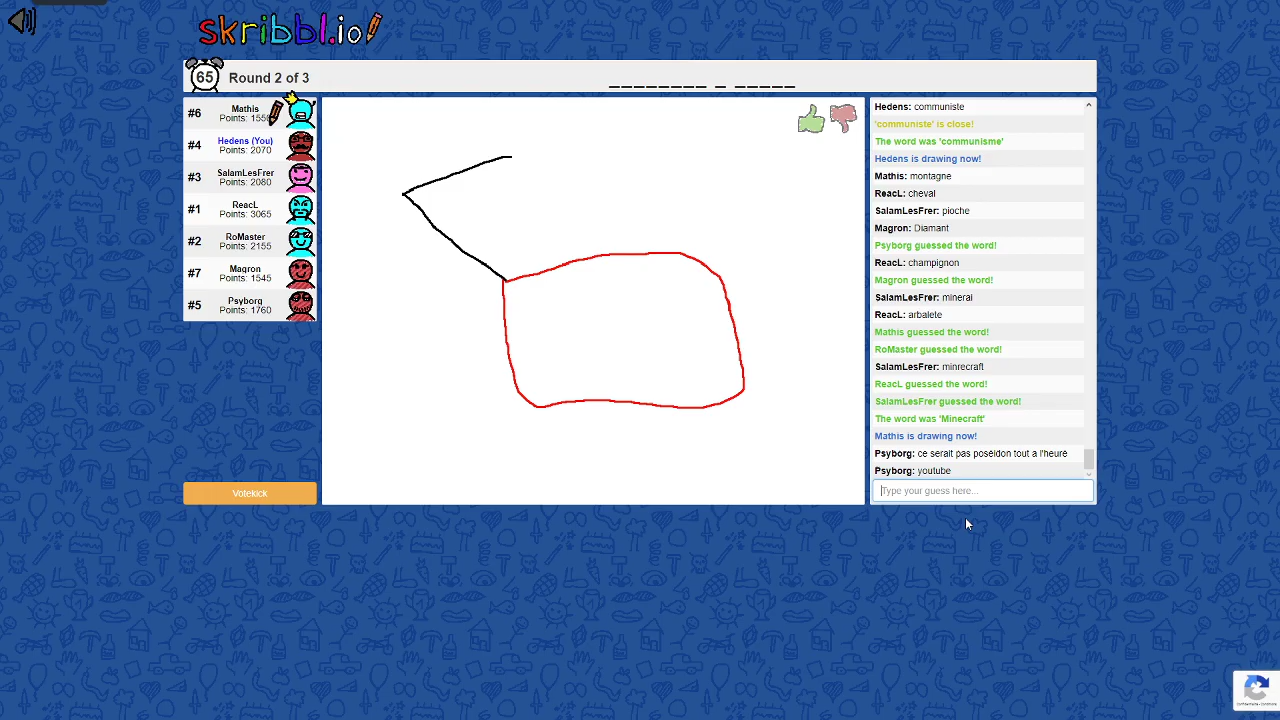 skribbl.io
65
Round 2 of 3
________ _ _____
#6
Mathis
Points: 1550
#4
Hedens (You)
Points: 2070
#3
SalamLesFrer
Points: 2080
#1
ReacL
Points: 3065
#2
RoMaster
Points: 2155
#7
Magron
Points: 1545
#5
Psyborg
Points: 1760
Votekick
Hedens: communiste
'communiste' is close!
The word was 'communisme'
Hedens is drawing now!
Mathis: montagne
ReacL: cheval
SalamLesFrer: pioche
Magron: Diamant
Psyborg guessed the word!
ReacL: champignon
Magron guessed the word!
SalamLesFrer: mineral
ReacL: arbalete
Mathis guessed the word!
RoMaster guessed the word!
SalamLesFrer: minrecraft
ReacL guessed the word!
SalamLesFrer guessed the word!
The word was 'Minecraft'
Mathis is drawing now!
Psyborg: ce serait pas poseidon tout a l'heure
Psyborg: youtube
Type your guess here...